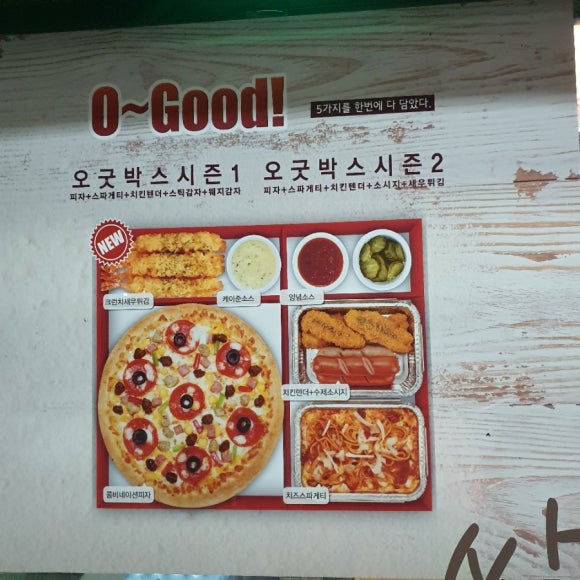 O~Good!
5가지를 한번에 다 담았다.
오굿박스시즌1 오굿박스시즌2
피자+스파게티+치킨텐더+스틱감자+웨지감자 피자+스파게티+치킨텐더+소시지+새우튀김
NEW
크런치새우튀김 케이준소스 양념소스
치킨텐더+수제소시지
콤비네이션피자 치즈스파게티